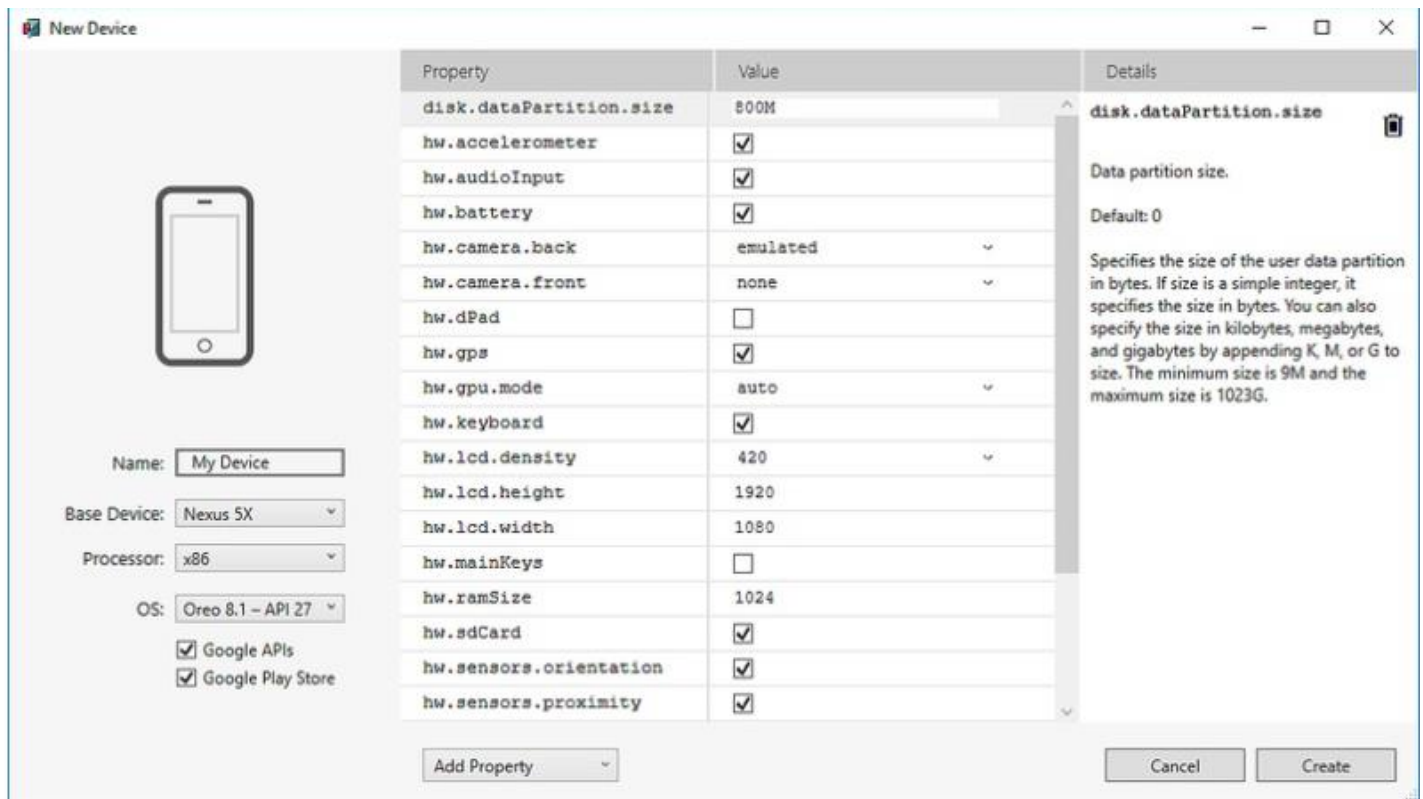 New Device
Name: My Device
Base Device: Nexus 5X
Processor: x86
OS: Oreo 8.1 – API 27
Google APIs
Google Play Store
Property Value
disk.dataPartition.size 800M
hw.accelerometer
hw.audioInput
hw.battery
hw.camera.back emulated
hw.camera.front none
hw.dPad
hw.gps
hw.gpu.mode auto
hw.keyboard
hw.lcd.density 420
hw.lcd.height 1920
hw.lcd.width 1080
hw.mainKeys
hw.ramSize 1024
hw.sdCard
hw.sensors.orientation
hw.sensors.proximity
Add Property
Details
disk.dataPartition.size
Data partition size.
Default: 0
Specifies the size of the user data partition
in bytes. If size is a simple integer, it
specifies the size in bytes. You can also
specify the size in kilobytes, megabytes,
and gigabytes by appending K, M, or G to
size. The minimum size is 9M and the
maximum size is 1023G.
Cancel
Create